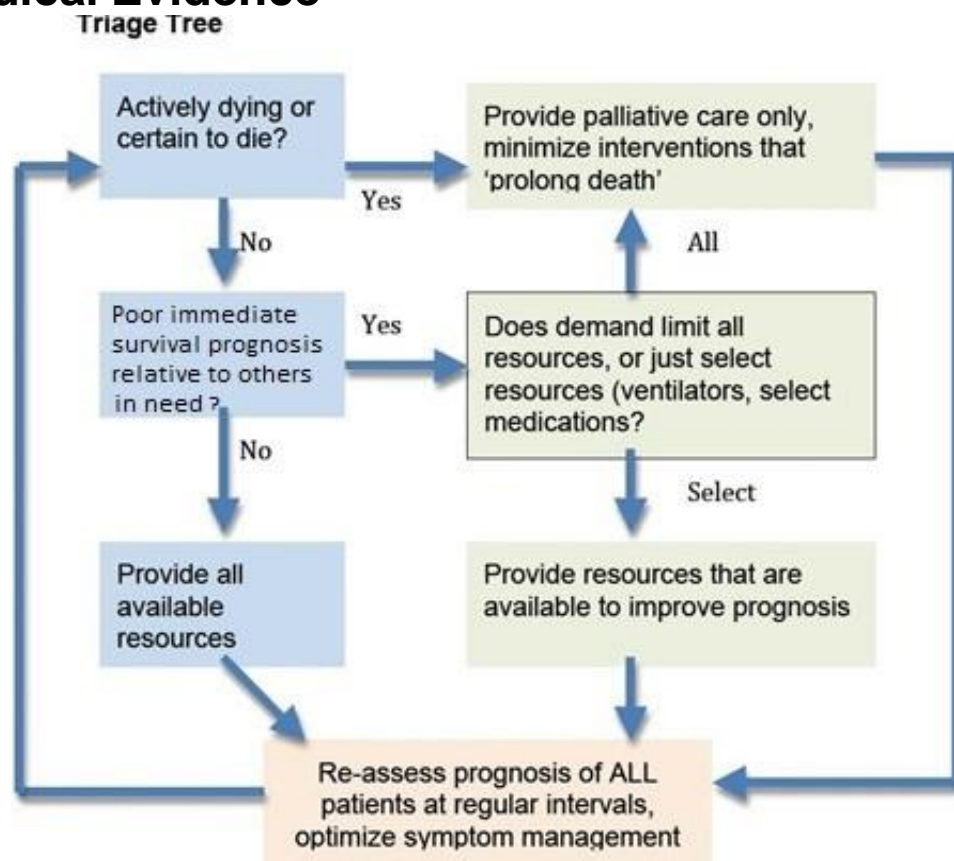 Triage Tree
Actively dying or
certain to die?
Yes
Provide palliative care only,
minimize interventions that
'prolong death'
No
All
Poor immediate
survival prognosis
relative to others
in need ?
Yes
Does demand limit all
resources, or just select
resources (ventilators, select
medications?
No
Select
Provide all
available
resources
Provide resources that are
available to improve prognosis
Re-assess prognosis of ALL
patients at regular intervals,
optimize symptom management